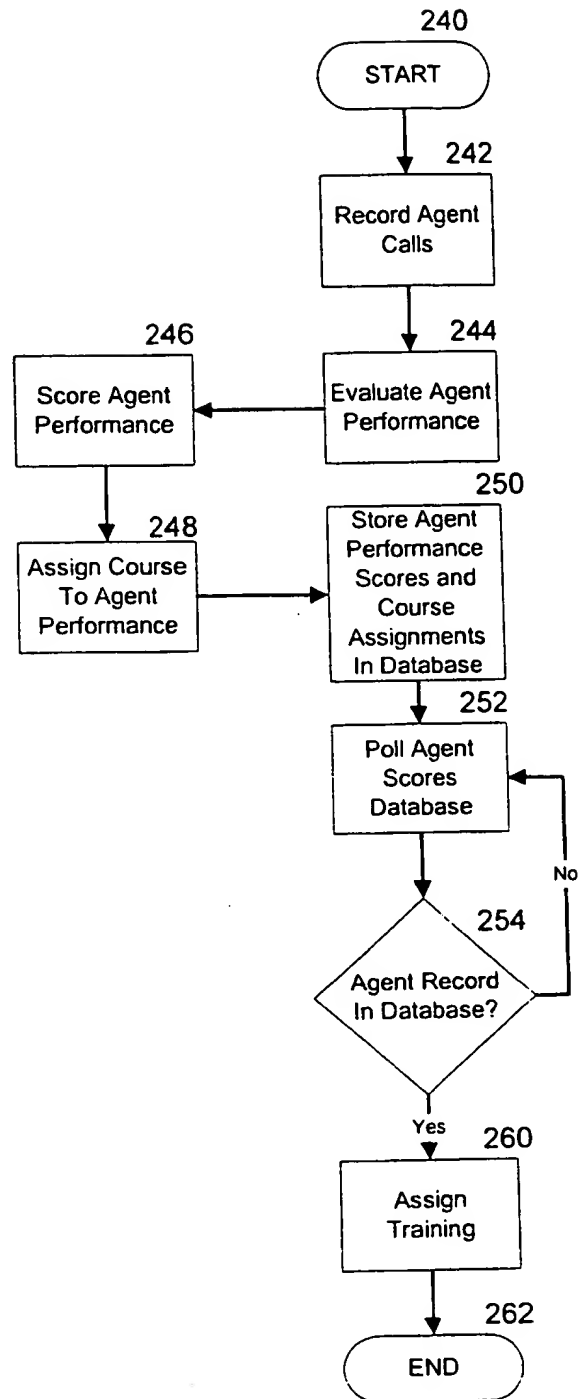 240
START
242
Record Agent
Calls
244
Evaluate Agent
Performance
246
Score Agent
Performance
248
Assign Course
To Agent
Performance
250
Store Agent
Performance
Scores and
Course
Assignments
In Database
252
Poll Agent
Scores
Database
No
254
Agent Record
In Database?
Yes
260
Assign
Training
262
END